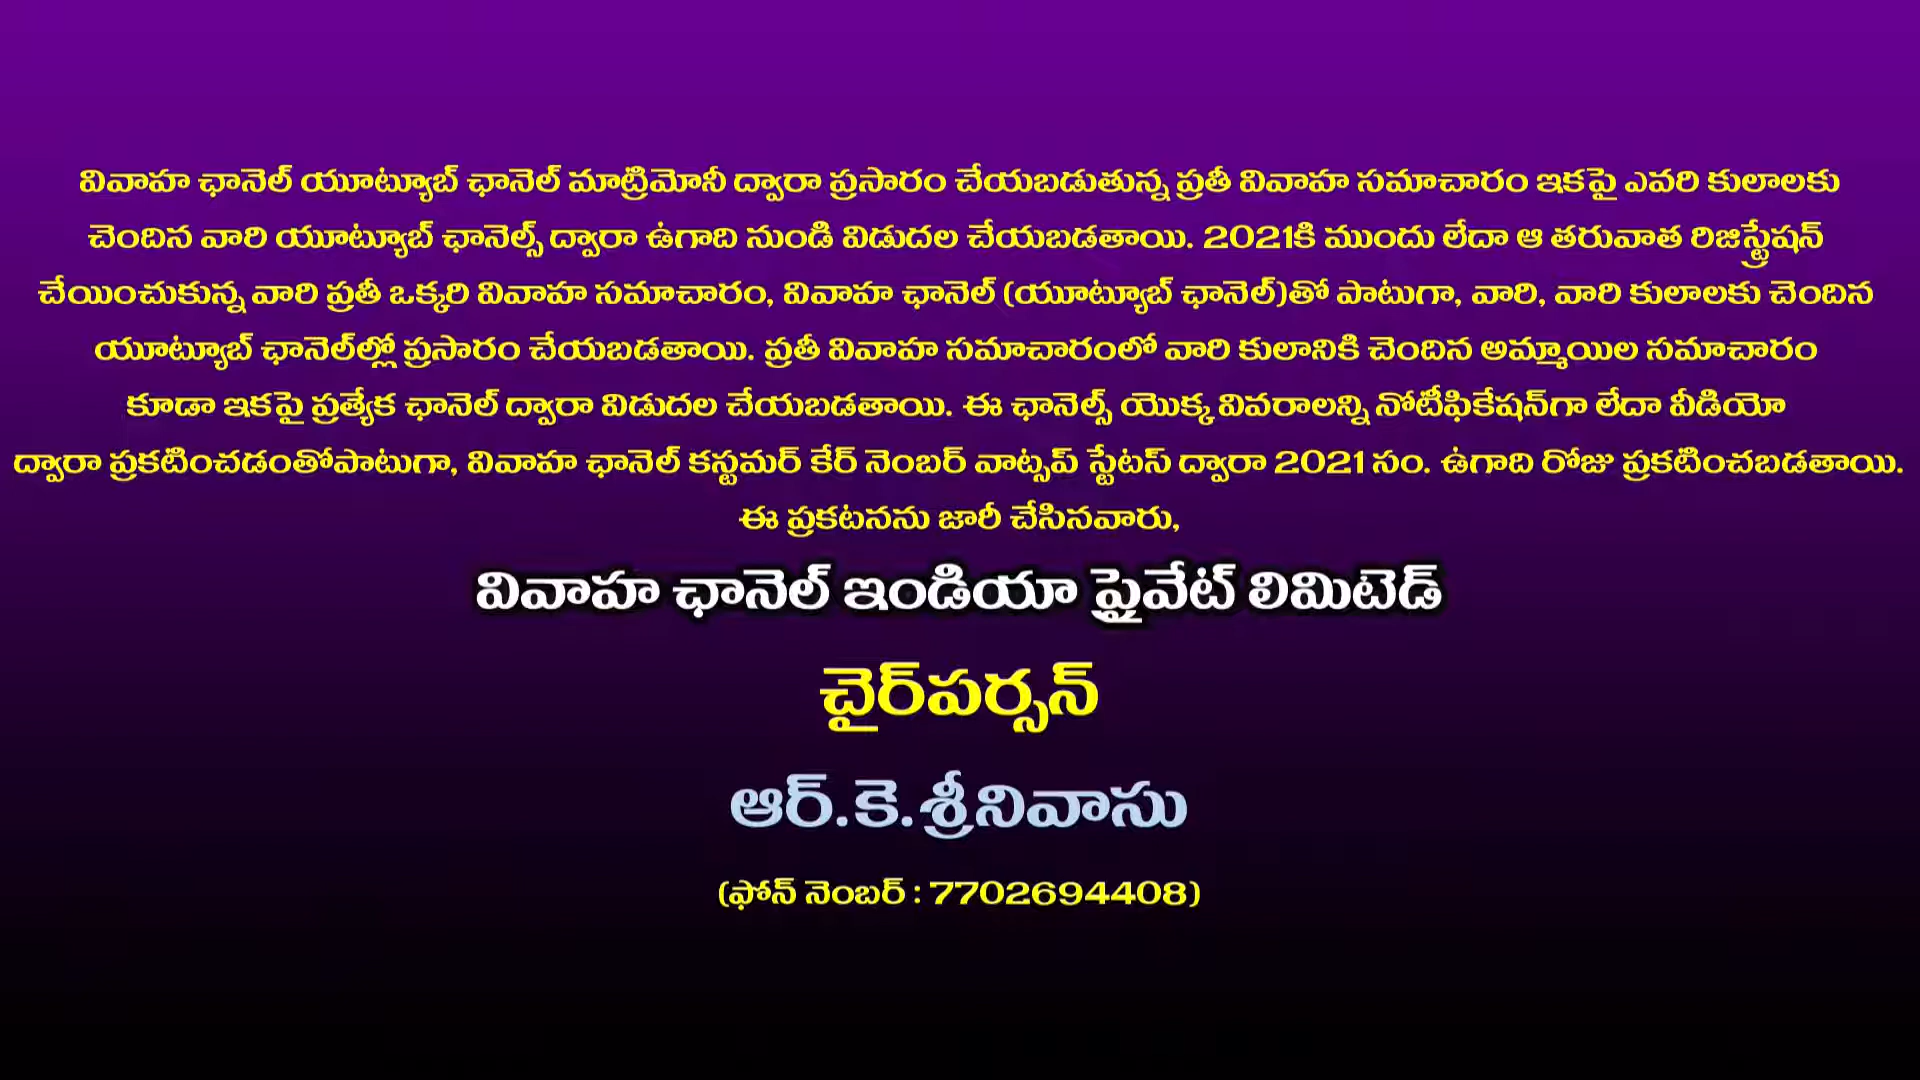 వివాహ ఛానెల్ యూట్యూబ్ ఛానెల్ మాట్రిమోనీ ద్వారా ప్రసారం చేయబడుతున్న ప్రతీ వివాహ సమాచారం ఇకపై ఎవరి కులాలకు
చెందిన వారి యూట్యూబ్ ఛానెల్స్ ద్వారా ఉగాది నుండి విడుదల చేయబడతాయి. 2021కి ముందు లేదా ఆ తరువాత రిజిస్ట్రేషన్
చేయించుకున్న వారి ప్రతీ ఒక్కరి వివాహ సమాచారం, వివాహ ఛానెల్ (యూట్యూబ్ ఛానెల్)తో పాటుగా, వారి, వారి కులాలకు చెందిన
యూట్యూబ్ ఛానెల్‌ల్లో ప్రసారం చేయబడతాయి. ప్రతీ వివాహ సమాచారంలో వారి కులానికి చెందిన అమ్మాయిల సమాచారం
కూడా ఇకపై ప్రత్యేక ఛానెల్ ద్వారా విడుదల చేయబడతాయి. ఈ ఛానెల్స్ యొక్క వివరాలన్ని నోటీఫికేషన్‌గా లేదా వీడియో
ద్వారా ప్రకటించడంతోపాటుగా, వివాహ ఛానెల్ కస్టమర్ కేర్ నెంబర్ వాట్సప్ స్టేటస్ ద్వారా 2021 సం. ఉగాది రోజు ప్రకటించబడతాయి.
ఈ ప్రకటనను జారీ చేసినవారు,
వివాహ ఛానెల్ ఇండియా ప్రైవేట్ లిమిటెడ్
చైర్‌పర్సన్
ఆర్.కె.శ్రీనివాసు
(ఫోన్ నెంబర్ : 7702694408)